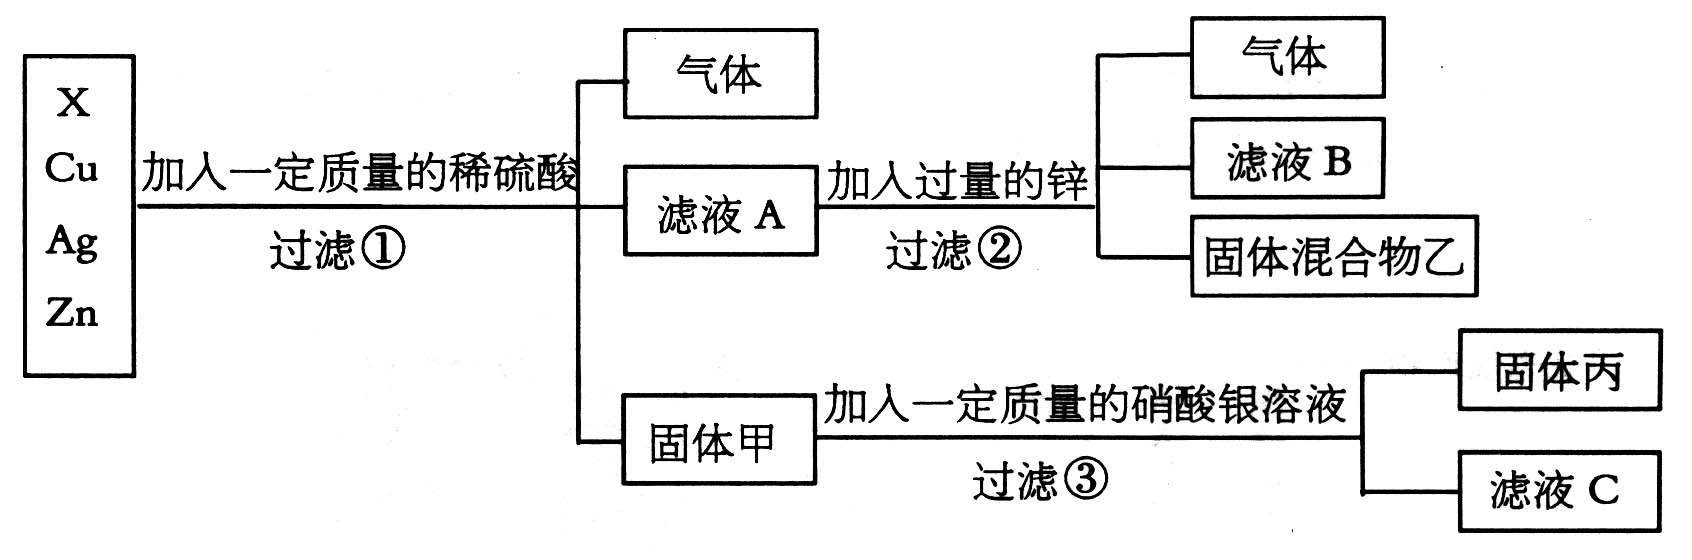 X
Cu
Ag
Zn
加入一定质量的稀硫酸
过滤①
气体
滤液 A
固体甲
加入过量的锌
过滤②
气体
滤液 B
固体混合物乙
加入一定质量的硝酸银溶液
过滤③
固体丙
滤液 C